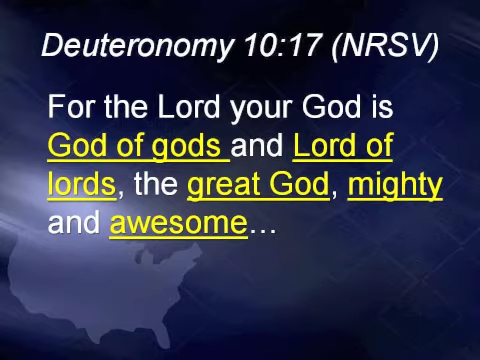 Deuteronomy 10:17 (NRSV)
For the Lord your God is
God of gods and Lord of
lords, the great God, mighty
and awesome...